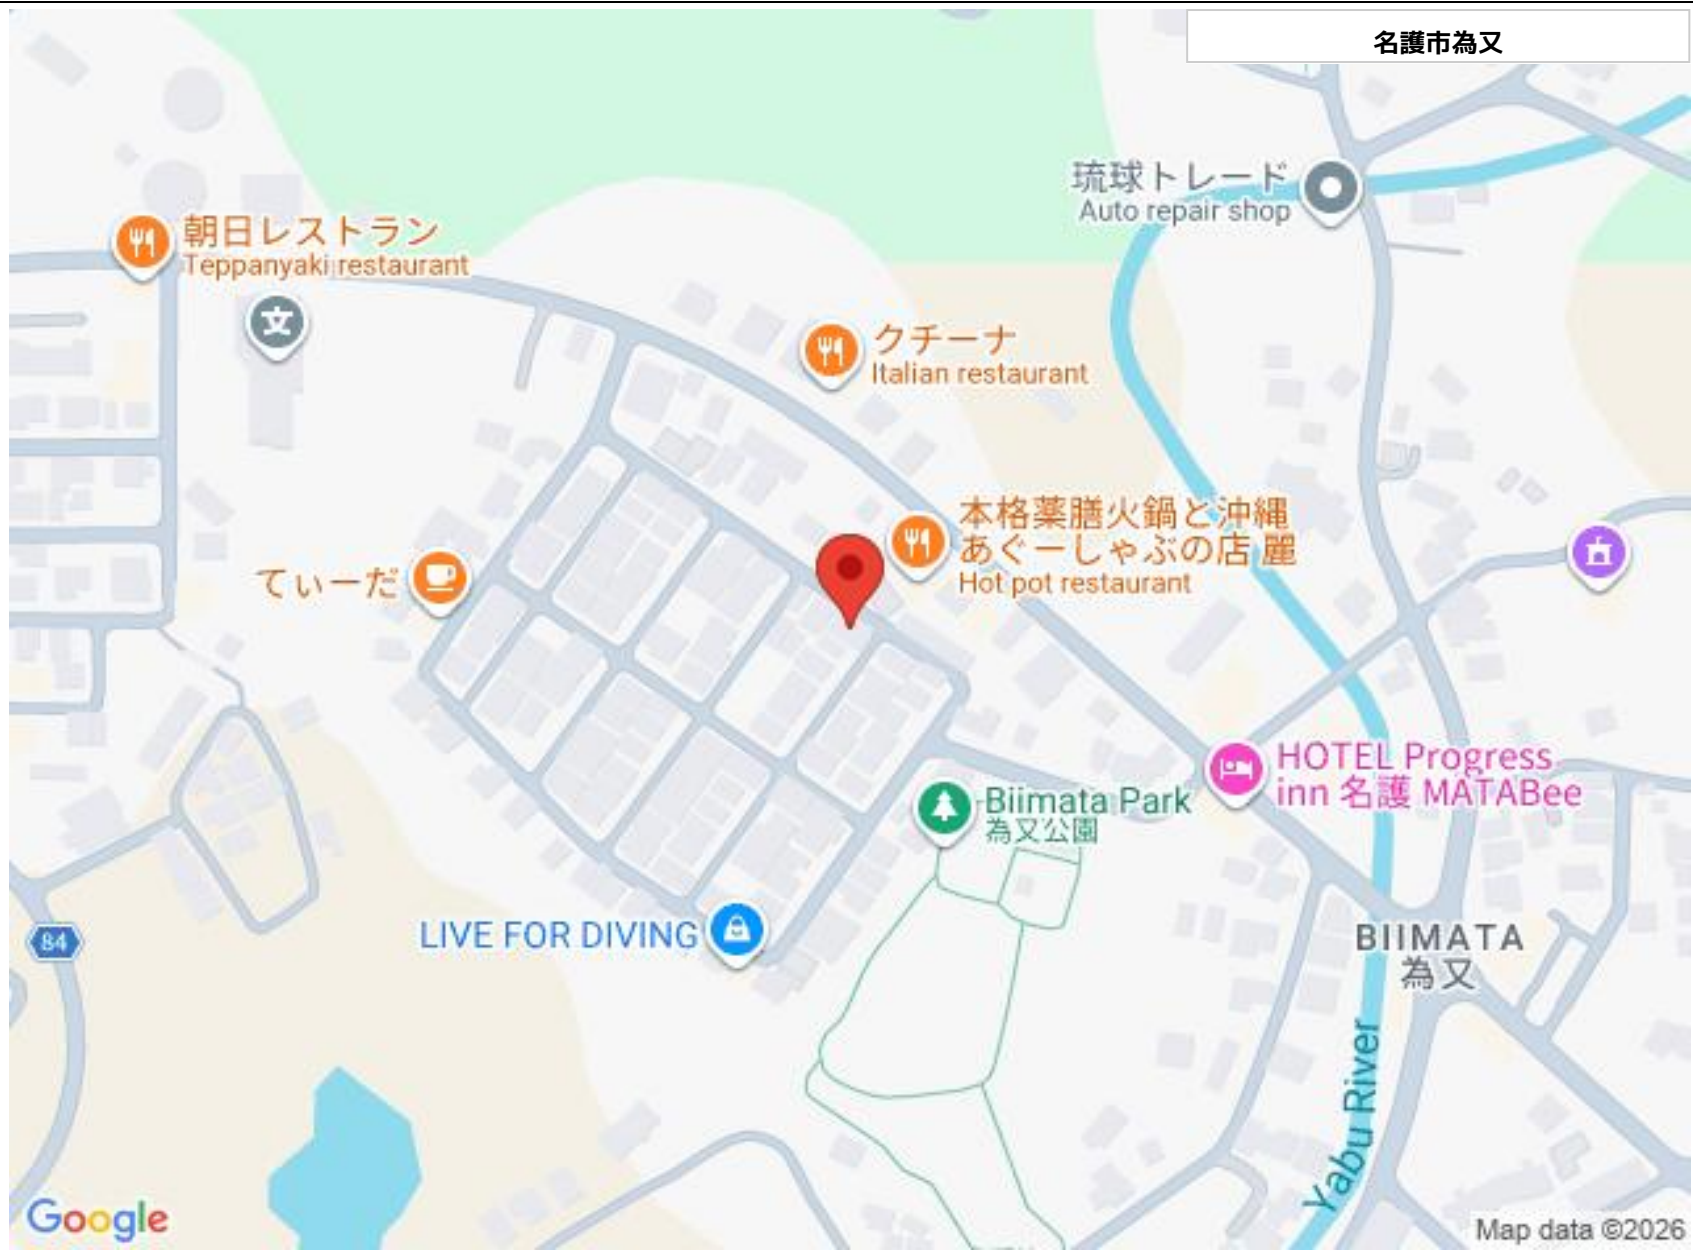 名護市為又
琉球トレード
Auto repair shop
朝日レストラン
Teppanyaki restaurant
文
クチーナ
Italian restaurant
本格薬膳火鍋と沖縄
あぐーしゃぶの店 麗
Hot pot restaurant
てぃーだ
HOTEL Progress
inn 名護 MATABee
Biimata Park
為又公園
LIVE FOR DIVING
84
BIIMATA
為又
Yabu River
Google
Map data ©2026